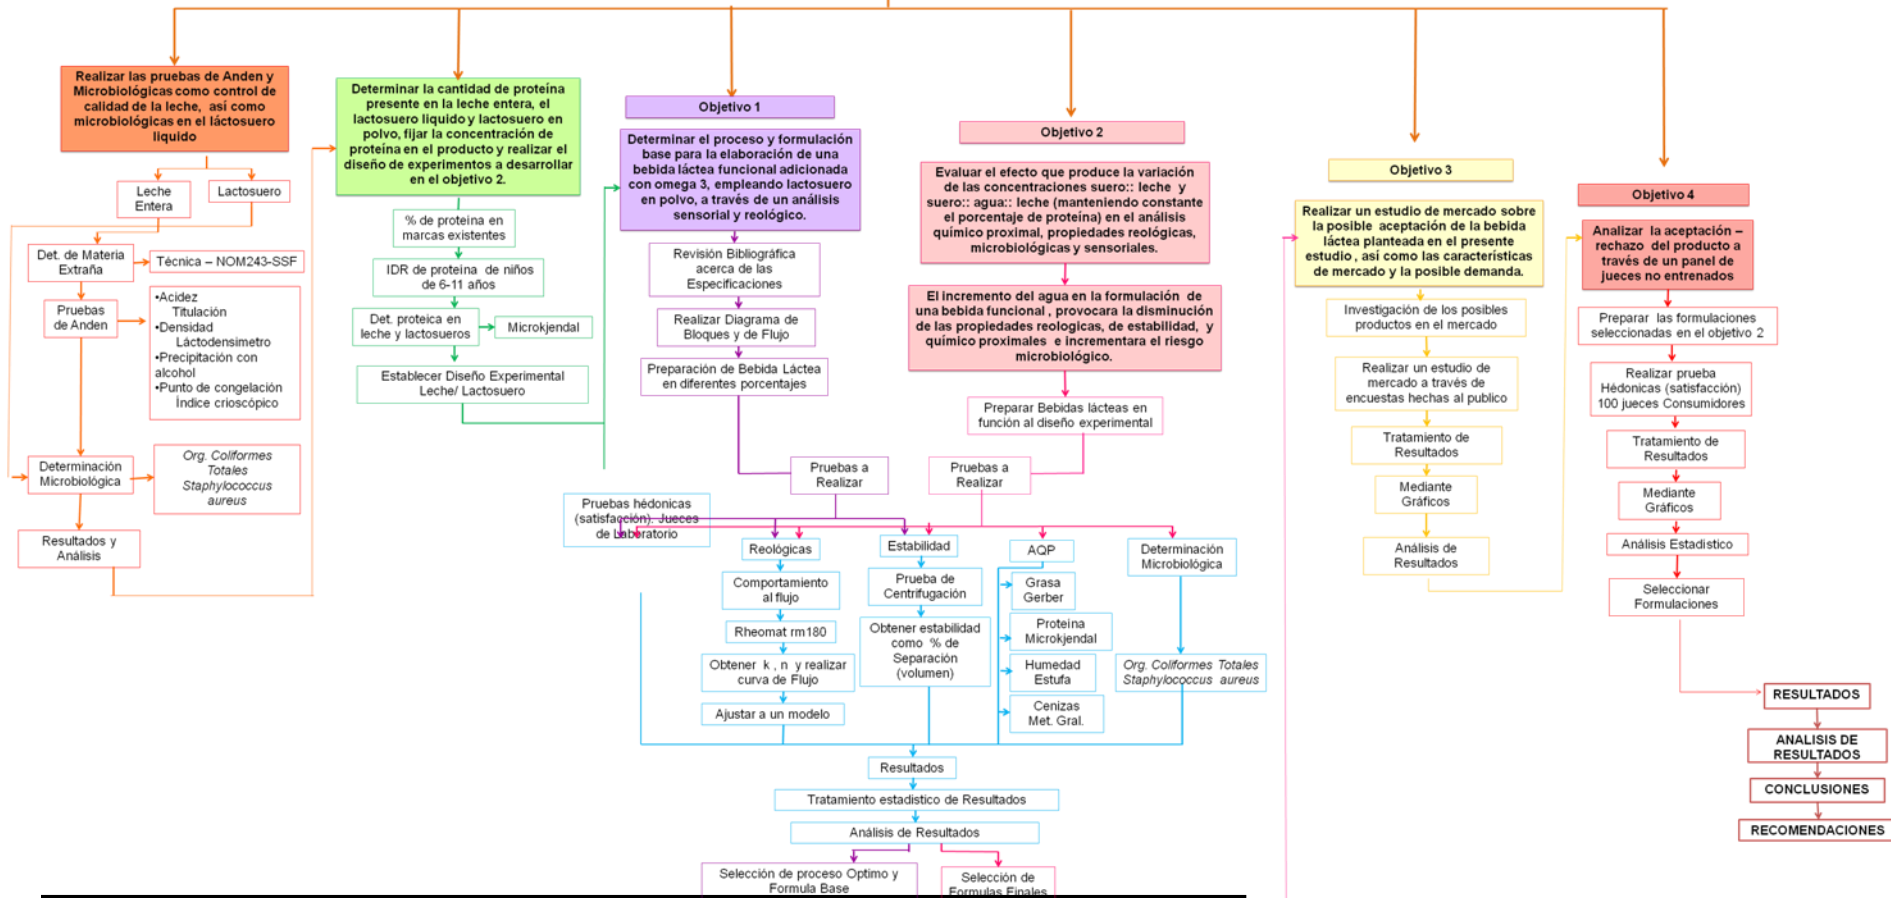 Realizar las pruebas de Anden y
Microbiológicas como control de
calidad de la leche, así como
microbiológicas en el láctosuero
liquido
Leche
Entera
Lactosuero
Det. de Materia
Extraña
Técnica – NOM243-SSF
Pruebas
de Anden
•Acidez
Titulación
•Densidad
Láctodensimetro
•Precipitación con
alcohol
•Punto de congelación
Índice crioscópico
Determinación
Microbiológica
Org. Coliformes
Totales
Staphylococcus
aureus
Resultados y
Análisis
Determinar la cantidad de proteína
presente en la leche entera, el
lactosuero liquido y lactosuero en
polvo, fijar la concentración de
proteína en el producto y realizar el
diseño de experimentos a desarrollar
en el objetivo 2.
% de proteina en
marcas existentes
IDR de proteina de niños
de 6-11 años
Det. proteica en
leche y lactosueros
Microkjendal
Establecer Diseño Experimental
Leche/ Lactosuero
Objetivo 1
Determinar el proceso y formulación
base para la elaboración de una
bebida láctea funcional adicionada
con omega 3, empleando lactosuero
en polvo, a través de un análisis
sensorial y reológico.
Revisión Bibliográfica
acerca de las
Especificaciones
Realizar Diagrama de
Bloques y de Flujo
Preparación de Bebida Láctea
en diferentes porcentajes
Pruebas a
Realizar
Objetivo 2
Evaluar el efecto que produce la variación
de las concentraciones suero:: leche y
suero:: agua:: leche (manteniendo constante
el porcentaje de proteína) en el análisis
químico proximal, propiedades reológicas,
microbiológicas y sensoriales.
El incremento del agua en la formulación de
una bebida funcional , provocara la disminución
de las propiedades reologicas, de estabilidad, y
químico proximales e incrementara el riesgo
microbiológico.
Preparar Bebidas lácteas en
función al diseño experimental
Pruebas a
Realizar
Pruebas hédonicas
(satisfacción). Jueces
de Laboratorio
Reológicas
Comportamiento
al flujo
Rheomat rm180
Obtener k , n y realizar
curva de Flujo
Ajustar a un modelo
Estabilidad
Prueba de
Centrifugación
Obtener estabilidad
como % de
Separación
(volumen)
AQP
Grasa
Gerber
Proteina
Microkjendal
Humedad
Estufa
Cenizas
Met. Gral.
Determinación
Microbiológica
Org. Coliformes Totales
Staphylococcus aureus
Resultados
Tratamiento estadistico de Resultados
Análisis de Resultados
Selección de proceso Optimo y
Formula Base
Selección de
Formulas Finales
Objetivo 3
Realizar un estudio de mercado sobre
la posible aceptación de la bebida
láctea planteada en el presente
estudio , así como las características
de mercado y la posible demanda.
Investigación de los posibles
productos en el mercado
Realizar un estudio de
mercado a través de
encuestas hechas al publico
Tratamiento de
Resultados
Mediante
Gráficos
Análisis de
Resultados
Objetivo 4
Analizar la aceptación –
rechazo del producto a
través de un panel de
jueces no entrenados
Preparar las formulaciones
seleccionadas en el objetivo 2
Realizar prueba
Hédonicas (satisfacción)
100 jueces Consumidores
Tratamiento de
Resultados
Mediante
Gráficos
Análisis Estadistico
Seleccionar
Formulaciones
RESULTADOS
ANALISIS DE
RESULTADOS
CONCLUSIONES
RECOMENDACIONES